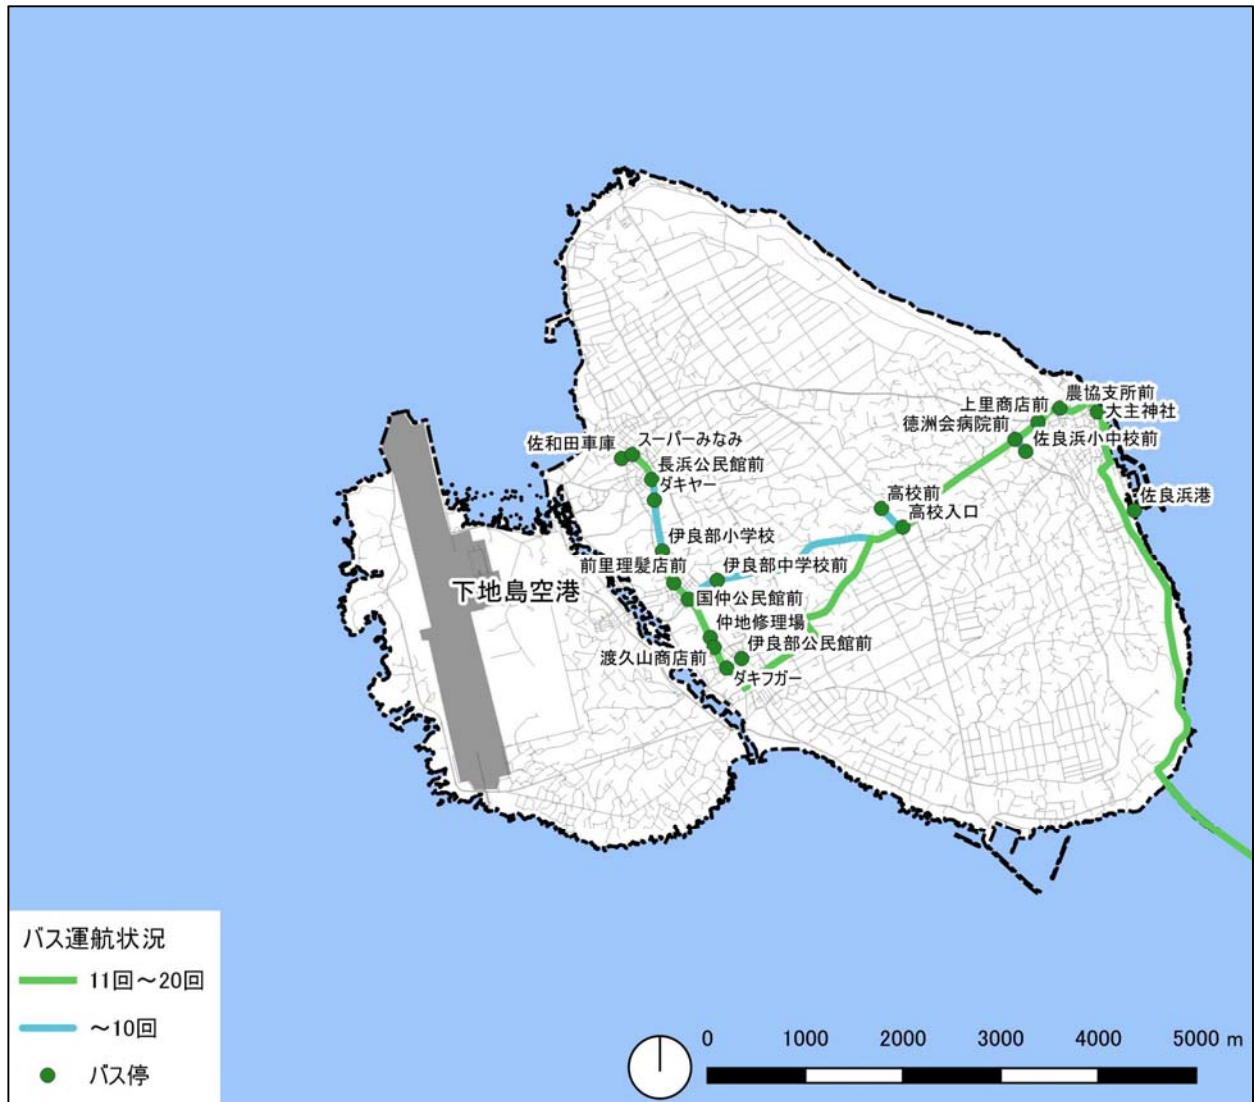 農協支所前
上里商店前
大主神社
徳洲会病院前
佐良浜小中校前
佐和田車庫
スーパーみなみ
長浜公民館前
ダキヤー
高校前
佐良浜港
高校入口
伊良部小学校
前里理髪店前
伊良部中学校前
下地島空港
国仲公民館前
仲地修理場
伊良部公民館前
渡久山商店前
ダキフガー
バス運航状況
11回～20回
～10回
バス停
0 1000 2000 3000 4000 5000 m